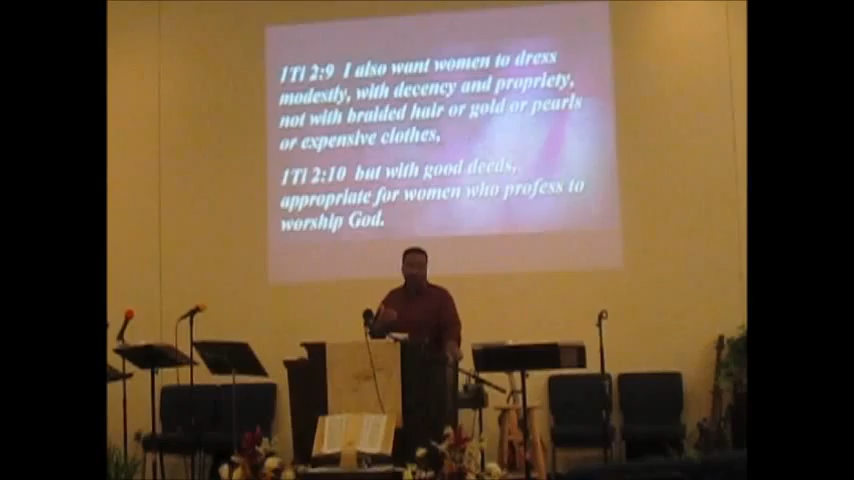 1Ti 2:9 I also want women to dress
modestly, with decency and propriety,
not with braided hair or gold or pearls
or expensive clothes,
1Ti 2:10 but with good deeds,
appropriate for women who profess to
worship God.